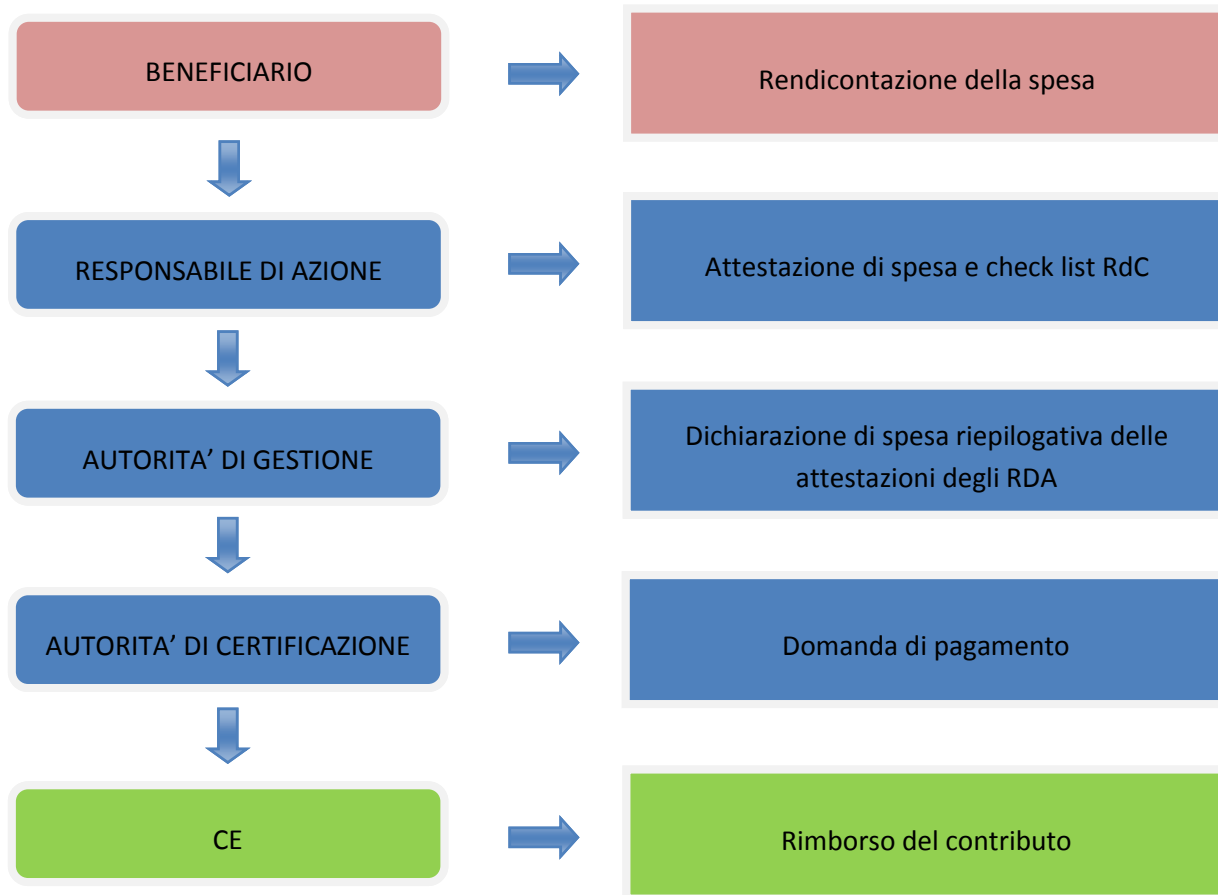 BENEFICIARIO
Rendicontazione della spesa
RESPONSABILE DI AZIONE
Attestazione di spesa e check list RdC
AUTORITA’ DI GESTIONE
Dichiarazione di spesa riepilogativa delle
attestazioni degli RDA
AUTORITA’ DI CERTIFICAZIONE
Domanda di pagamento
CE
Rimborso del contributo